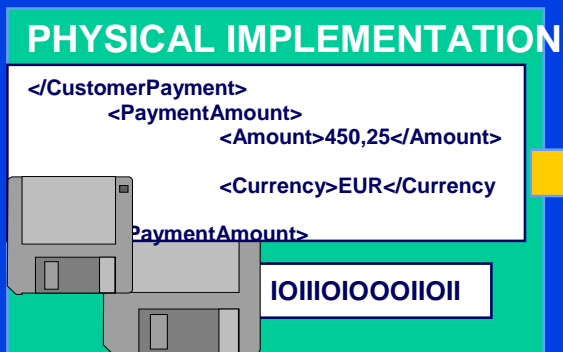 PHYSICAL IMPLEMENTATION
</CustomerPayment>
<PaymentAmount>
<Amount>450,25</Amount>
<Currency>EUR</Currency
PaymentAmount>
IOIIIOIOOOIIOII